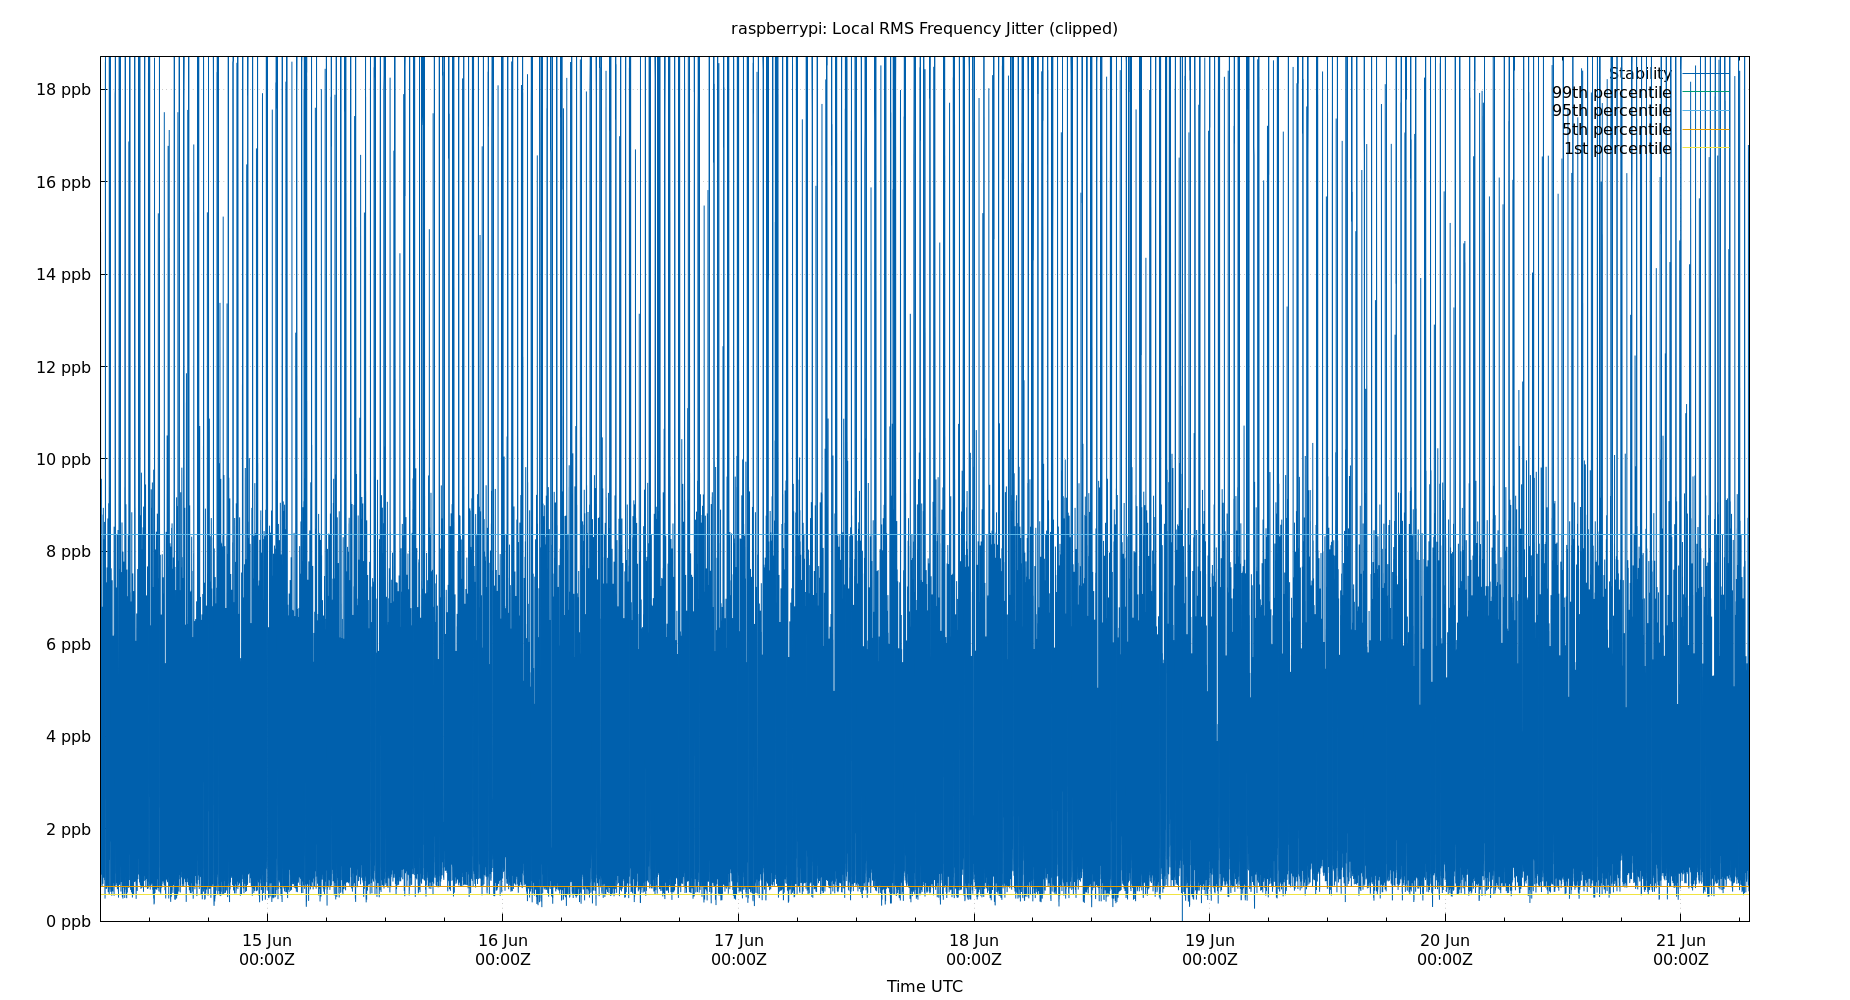 raspberrypi: Local RMS Frequency Jitter (clipped)
18 ppb
16 ppb
14 ppb
12 ppb
10 ppb
8 ppb
6 ppb
4 ppb
2 ppb
0 ppb
Stability
99th percentile
95th percentile
5th percentile
1st percentile
15 Jun 16 Jun 17 Jun 18 Jun 19 Jun 20 Jun 21 Jun
00:00Z 00:00Z 00:00Z 00:00Z 00:00Z 00:00Z 00:00Z
Time UTC